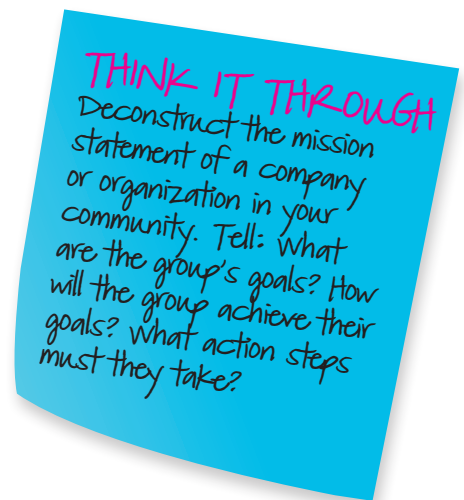 THINK IT THROUGH
Deconstruct the mission
statement of a company
or organization in your
community. Tell: What
are the group's goals? How
will the group achieve their
goals? What action steps
must they take?